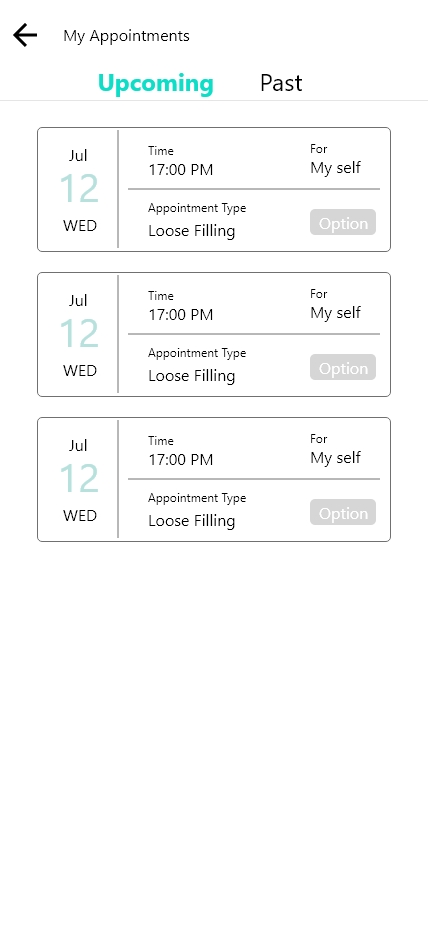 My Appointments
Upcoming Past
Jul
12
WED
Time
17:00 PM
For
My self
Appointment Type
Loose Filling
Option
Jul
12
WED
Time
17:00 PM
For
My self
Appointment Type
Loose Filling
Option
Jul
12
WED
Time
17:00 PM
For
My self
Appointment Type
Loose Filling
Option